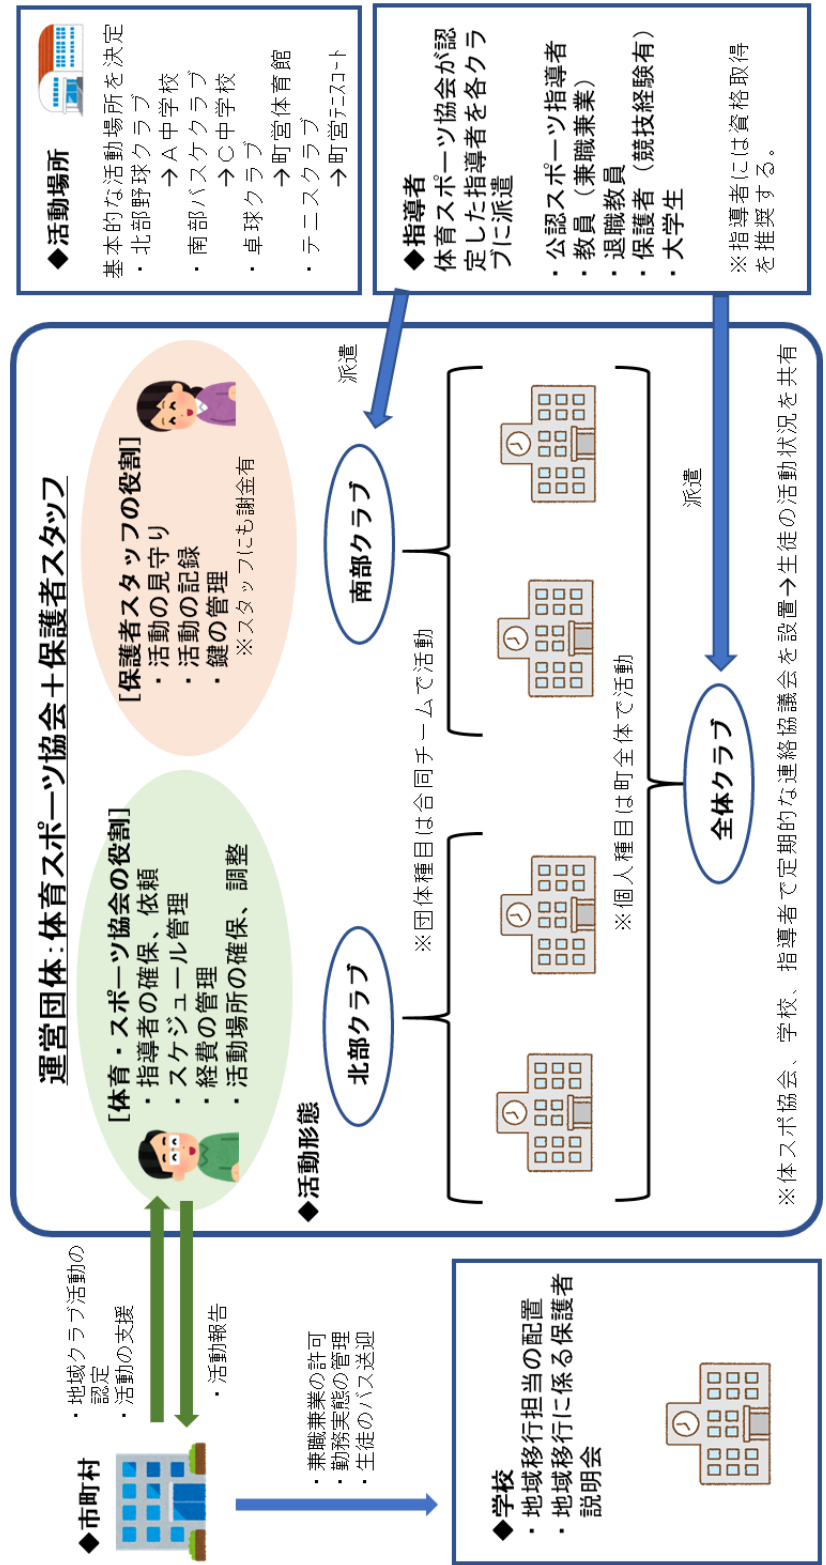 ◆市町村
・地域クラブ活動の
認定
・活動の支援
・活動報告
・兼職兼業の許可
・勤務実態の管理
・生徒のバス送迎
◆学校
・地域移行担当の配置
・地域移行に係る保護者
説明会
運営団体：体育スポーツ協会＋保護者スタッフ
［体育・スポーツ協会の役割］
・指導者の確保、依頼
・スケジュール管理
・経費の管理
・活動場所の確保、調整
［保護者スタッフの役割］
・活動の見守り
・活動の記録
・鍵の管理
※スタッフにも謝金有
◆活動形態
北部クラブ
南部クラブ
※団体種目は合同チームで活動
※個人種目は町全体で活動
全体クラブ
※体スポ協会、学校、指導者で定期的な連絡協議会を設置→生徒の活動状況を共有
派遣
派遣
◆活動場所
基本的な活動場所を決定
・北部野球クラブ
→Ａ中学校
・南部バスケクラブ
→Ｃ中学校
・卓球クラブ
→町営体育館
・テニスクラブ
→町営ﾃﾆｽｺｰﾄ
◆指導者
体育スポーツ協会が認
定した指導者を各クラ
ブに派遣
・公認スポーツ指導者
・教員（兼職兼業）
・退職教員
・保護者（競技経験有）
・大学生
※指導者には資格取得
を推奨する。